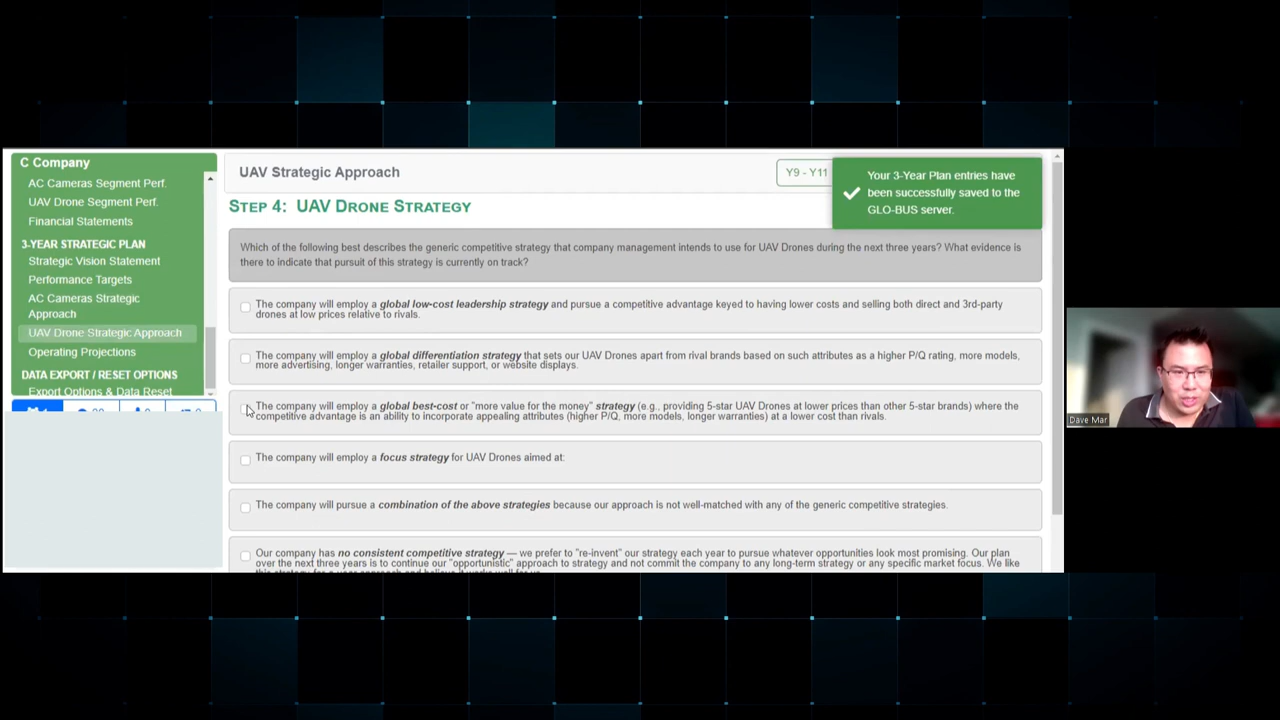 C Company
AC Cameras Segment Perf.
UAV Drone Segment Perf.
Financial Statements
3-YEAR STRATEGIC PLAN
Strategic Vision Statement
Performance Targets
AC Cameras Strategic
Approach
UAV Drone Strategic Approach
Operating Projections
DATA EXPORT / RESET OPTIONS
Export Options & Data Reset
UAV Strategic Approach
Y9 - Y11
Your 3-Year Plan entries have
been successfully saved to the
GLO-BUS server.
STEP 4: UAV DRONE STRATEGY
Which of the following best describes the generic competitive strategy that company management intends to use for UAV Drones during the next three years? What evidence is
there to indicate that pursuit of this strategy is currently on track?
The company will employ a global low-cost leadership strategy and pursue a competitive advantage keyed to having lower costs and selling both direct and 3rd-party
drones at low prices relative to rivals.
The company will employ a global differentiation strategy that sets our UAV Drones apart from rival brands based on such attributes as a higher P/Q rating, more models,
more advertising, longer warranties, retailer support, or website displays.
The company will employ a global best-cost or "more value for the money" strategy (e.g., providing 5-star UAV Drones at lower prices than other 5-star brands) where the
competitive advantage is an ability to incorporate appealing attributes (higher P/Q, more models, longer warranties) at a lower cost than rivals.
The company will employ a focus strategy for UAV Drones aimed at:
The company will pursue a combination of the above strategies because our approach is not well-matched with any of the generic competitive strategies.
Our company has no consistent competitive strategy — we prefer to "re-invent" our strategy each year to pursue whatever opportunities look most promising. Our plan
over the next three years is to continue our "opportunistic" approach to strategy and not commit the company to any long-term strategy or any specific market focus. We like
Dave Mar